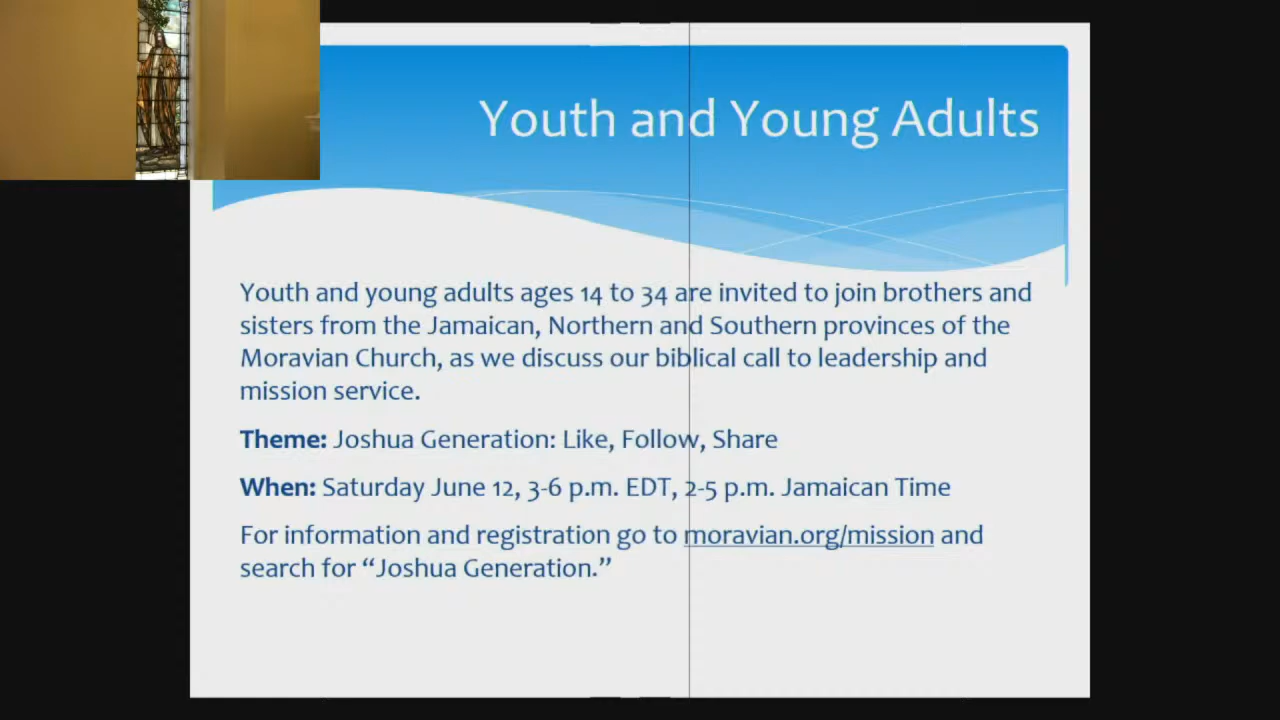 Youth and Young Adults
Youth and young adults ages 14 to 34 are invited to join brothers and
sisters from the Jamaican, Northern and Southern provinces of the
Moravian Church, as we discuss our biblical call to leadership and
mission service.
Theme: Joshua Generation: Like, Follow, Share
When: Saturday June 12, 3-6 p.m. EDT, 2-5 p.m. Jamaican Time
For information and registration go to moravian.org/mission and
search for “Joshua Generation.”